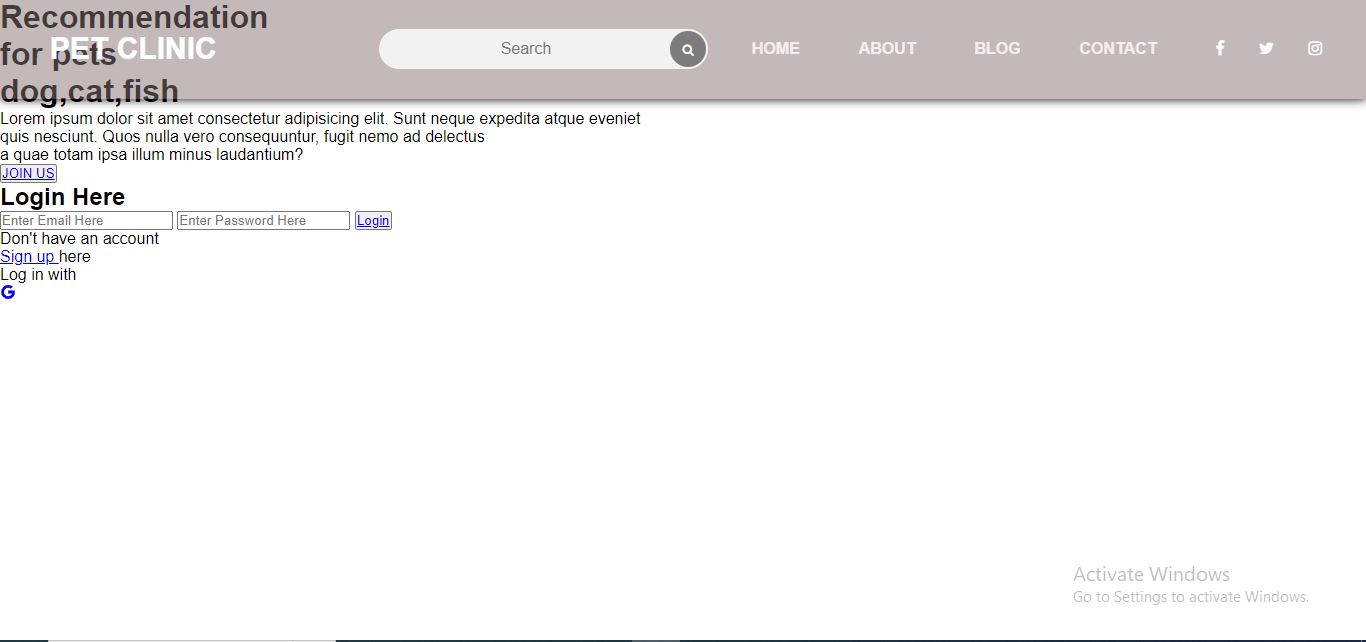 Recommendation
for pets
dog,cat,fish
PET CLINIC
Search
HOME ABOUT BLOG CONTACT
Lorem ipsum dolor sit amet consectetur adipisicing elit. Sunt neque expedita atque eveniet
quis nesciunt. Quos nulla vero consequuntur, fugit nemo ad delectus
a quae totam ipsa illum minus laudantium?
JOIN US
Login Here
Enter Email Here Enter Password Here Login
Don't have an account
Sign up here
Log in with
G
Activate Windows
Go to Settings to activate Windows.